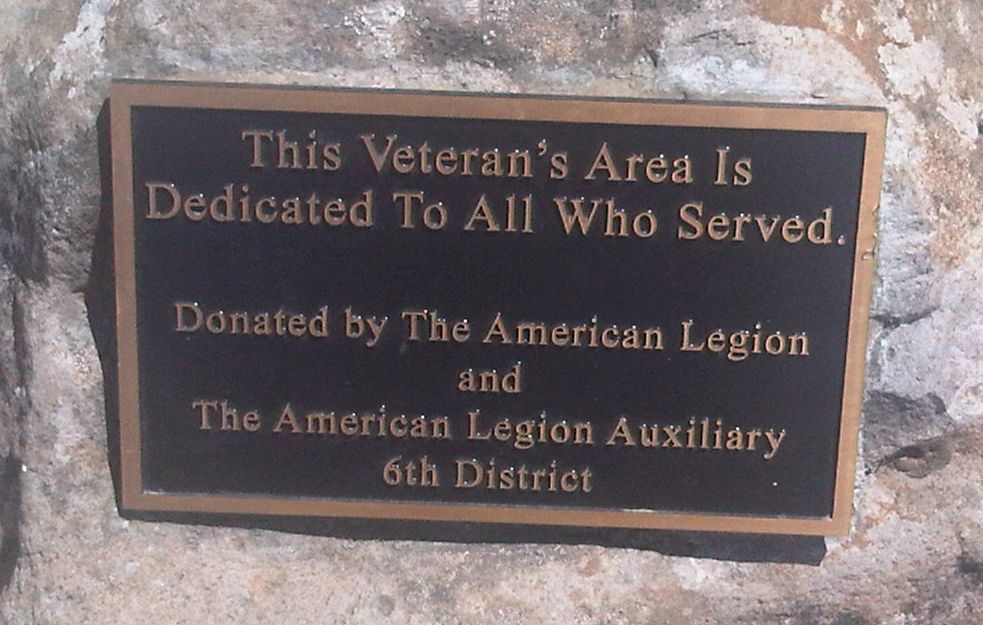 This Veteran's Area Is
Dedicated To All Who Served.
Donated by The American Legion
and
The American Legion Auxiliary
6th District